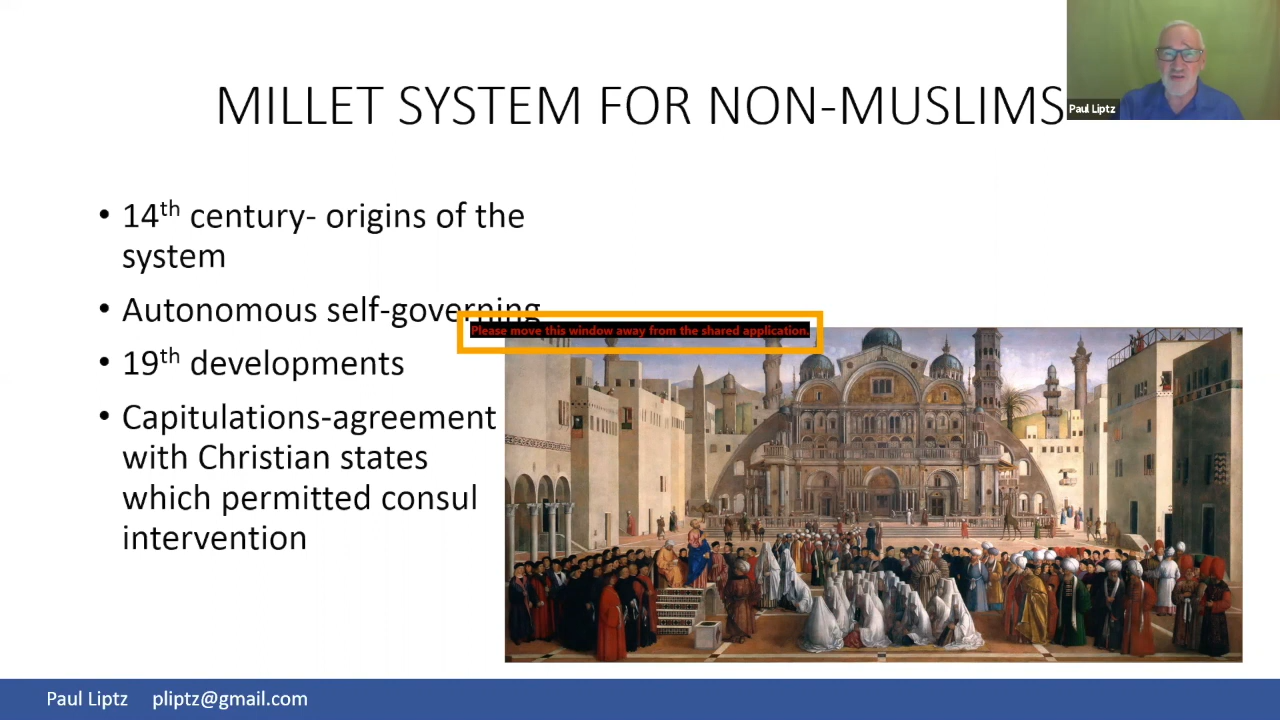 MILLET SYSTEM FOR NON-MUSLIMS
Paul Liptz
• 14th century- origins of the
system
• Autonomous self-governing
Please move this window away from the shared application.
• 19th developments
• Capitulations-agreement
with Christian states
which permitted consul
intervention
Paul Liptz pliptz@gmail.com